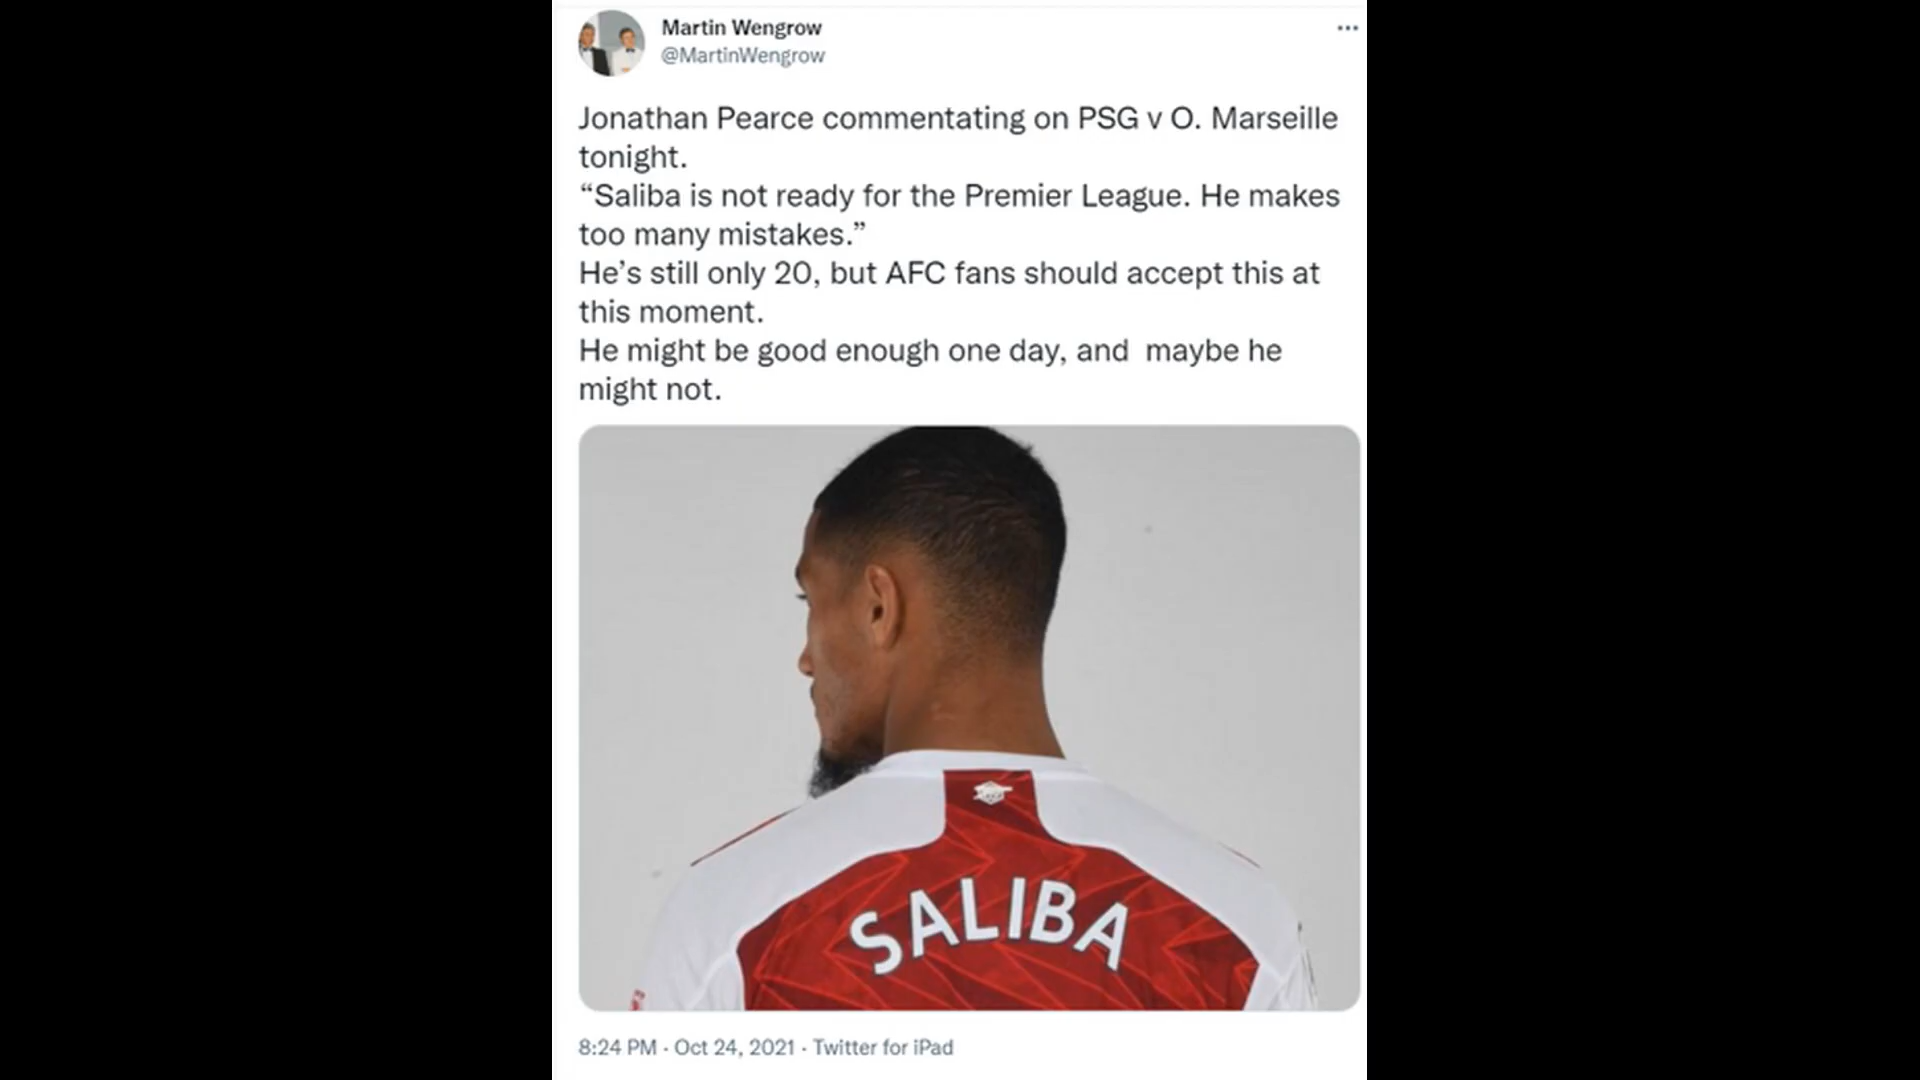 Martin Wengrow
@MartinWengrow
Jonathan Pearce commentating on PSG v O. Marseille
tonight.
“Saliba is not ready for the Premier League. He makes
too many mistakes.”
He’s still only 20, but AFC fans should accept this at
this moment.
He might be good enough one day, and  maybe he
might not.
SALIBA
8:24 PM · Oct 24, 2021 · Twitter for iPad